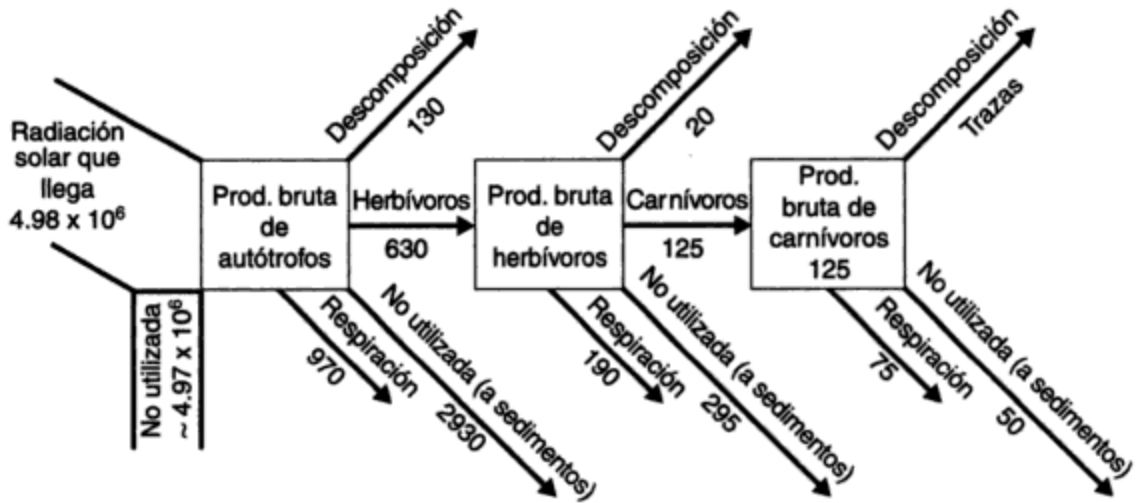 Radiación
solar que
llega
4.98 x 10⁶
No utilizada
~ 4.97 x 10⁶
Prod. bruta
de
autótrofos
Descomposición
130
Herbívoros
630
Respiración
970
No utilizada (a sedimentos)
2930
Prod. bruta
de
herbívoros
Descomposición
20
Carnívoros
125
Respiración
190
No utilizada (a sedimentos)
295
Prod.
bruta de
carnívoros
125
Descomposición
Trazas
Respiración
75
No utilizada (a sedimentos)
50